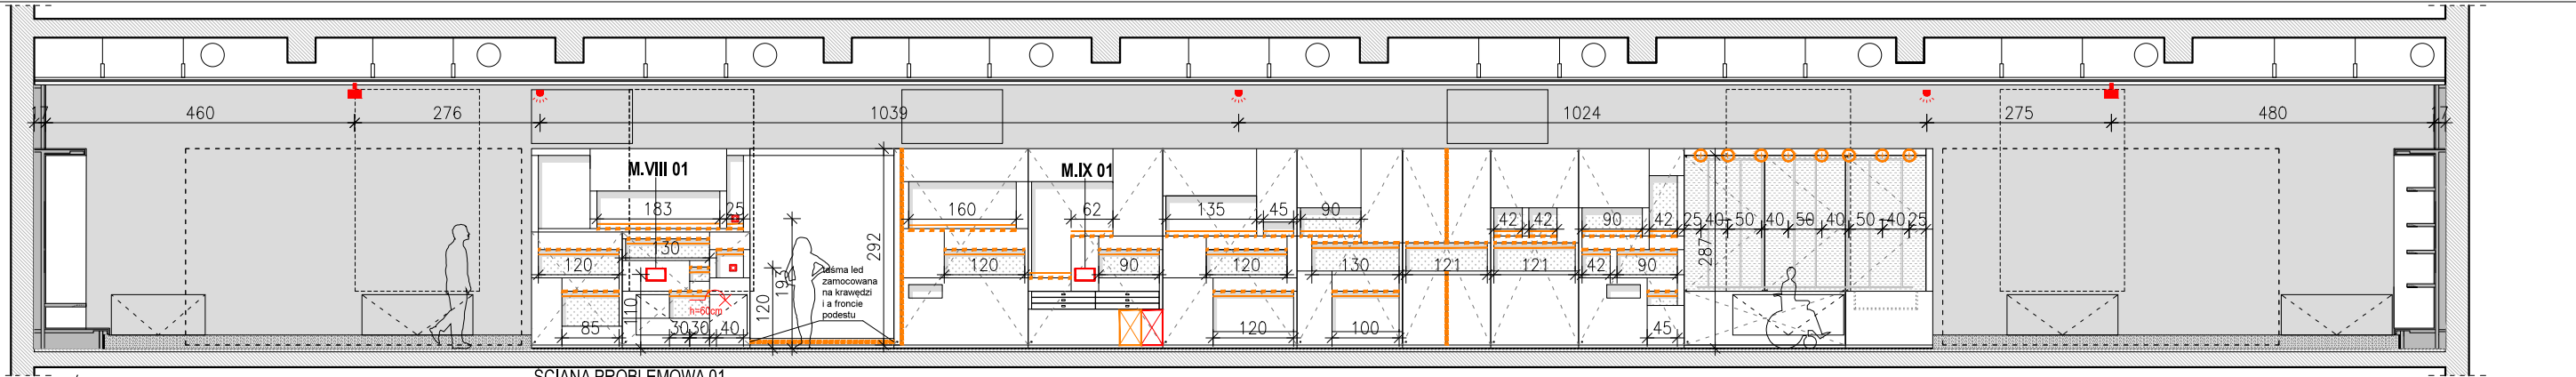 17 460 276 1039 1024 275 480 17
M.VIII 01 M.IX 01
183 25 160 62 135 45 90 42 42 90 42 25 40 50 40 50 40 50 40 25
130 292 287
120 193 120 90 120 130 121 121 42 90
taśma led
zamocowana
na krawędzi
i a froncie
podestu
110 h=60cm 120
85 30 30 40 120 100 45
ŚCIANA PROBLEMOWA 01